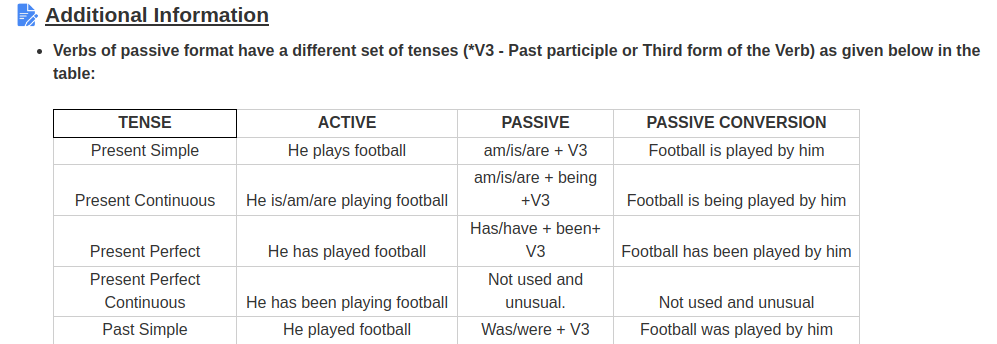 Additional Information
• Verbs of passive format have a different set of tenses (*V3 - Past participle or Third form of the Verb) as given below in the
table:
TENSE ACTIVE PASSIVE PASSIVE CONVERSION
Present Simple He plays football am/is/are + V3 Football is played by him
am/is/are + being
Present Continuous He is/am/are playing football +V3 Football is being played by him
Has/have + been+
Present Perfect He has played football V3 Football has been played by him
Present Perfect Not used and
Continuous He has been playing football unusual. Not used and unusual
Past Simple He played football Was/were + V3 Football was played by him